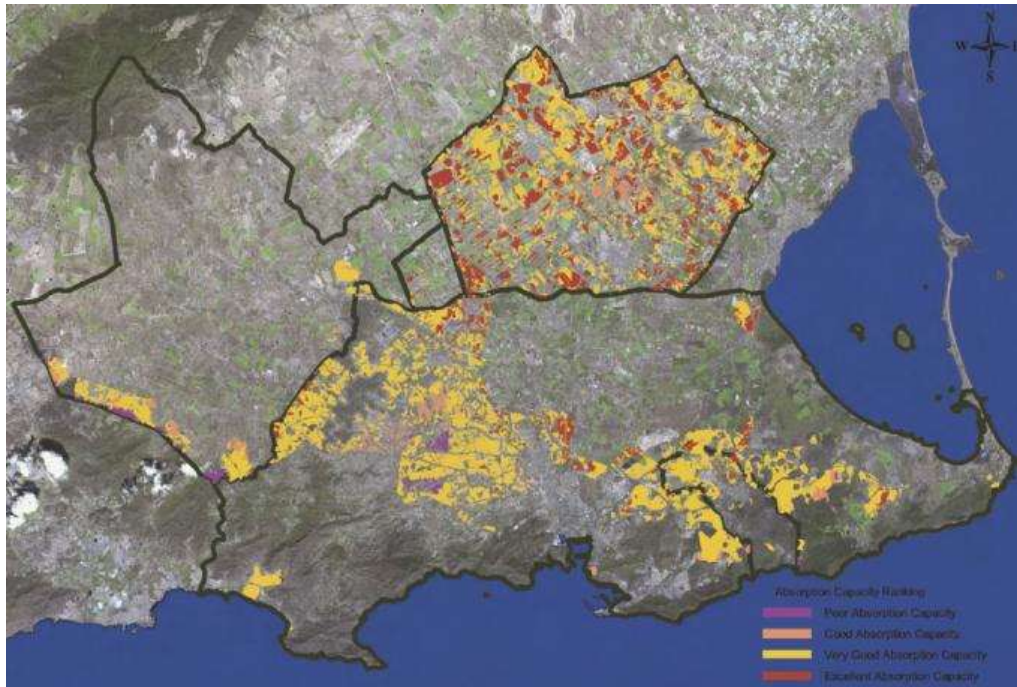 N
W E
S
Absorption Capacity Ranking
Poor Absorption Capacity
Good Absorption Capacity
Very Good Absorption Capacity
Excellent Absorption Capacity